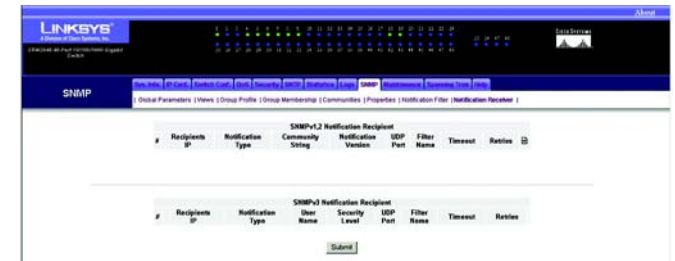 About
LINKSYS
A Division of Cisco Systems, Inc.
CISCO SYSTEMS
SNMP
Sys. Info. | IP Conf. | Switch Conf. | QoS | Security | SNTP | Statistics | Logs | SNMP | Maintenance | Spanning Tree | Help
| Global Parameters | Views | Group Profile | Group Membership | Communities | Properties | Notification Filter | Notification Receiver |
SNMPv1,2 Notification Recipient
# Recipients IP Notification Type Community String Notification Version UDP Port Filter Name Timeout Retries
SNMPv3 Notification Recipient
# Recipients IP Notification Type User Name Security Level UDP Port Filter Name Timeout Retries
Submit